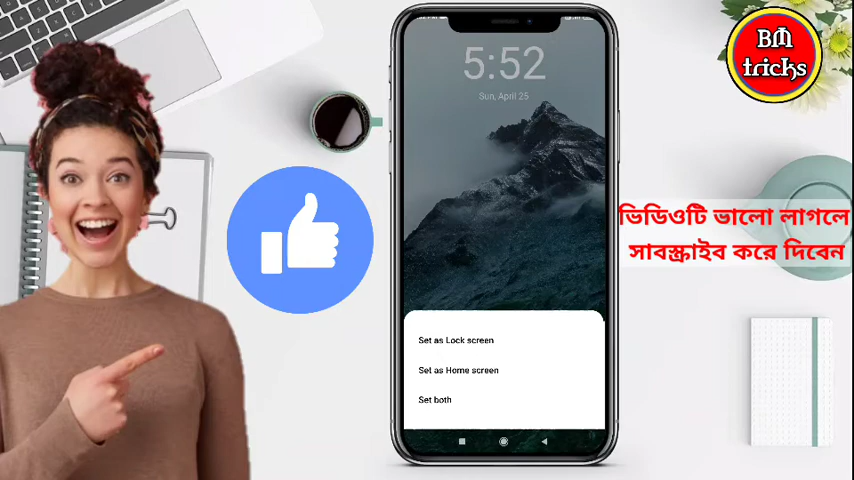 BM
tricks
5:52
Sun, April 25
ভিডিওটি ভালো লাগলে
সাবস্ক্রাইব করে দিবেন
Set as Lock screen
Set as Home screen
Set both